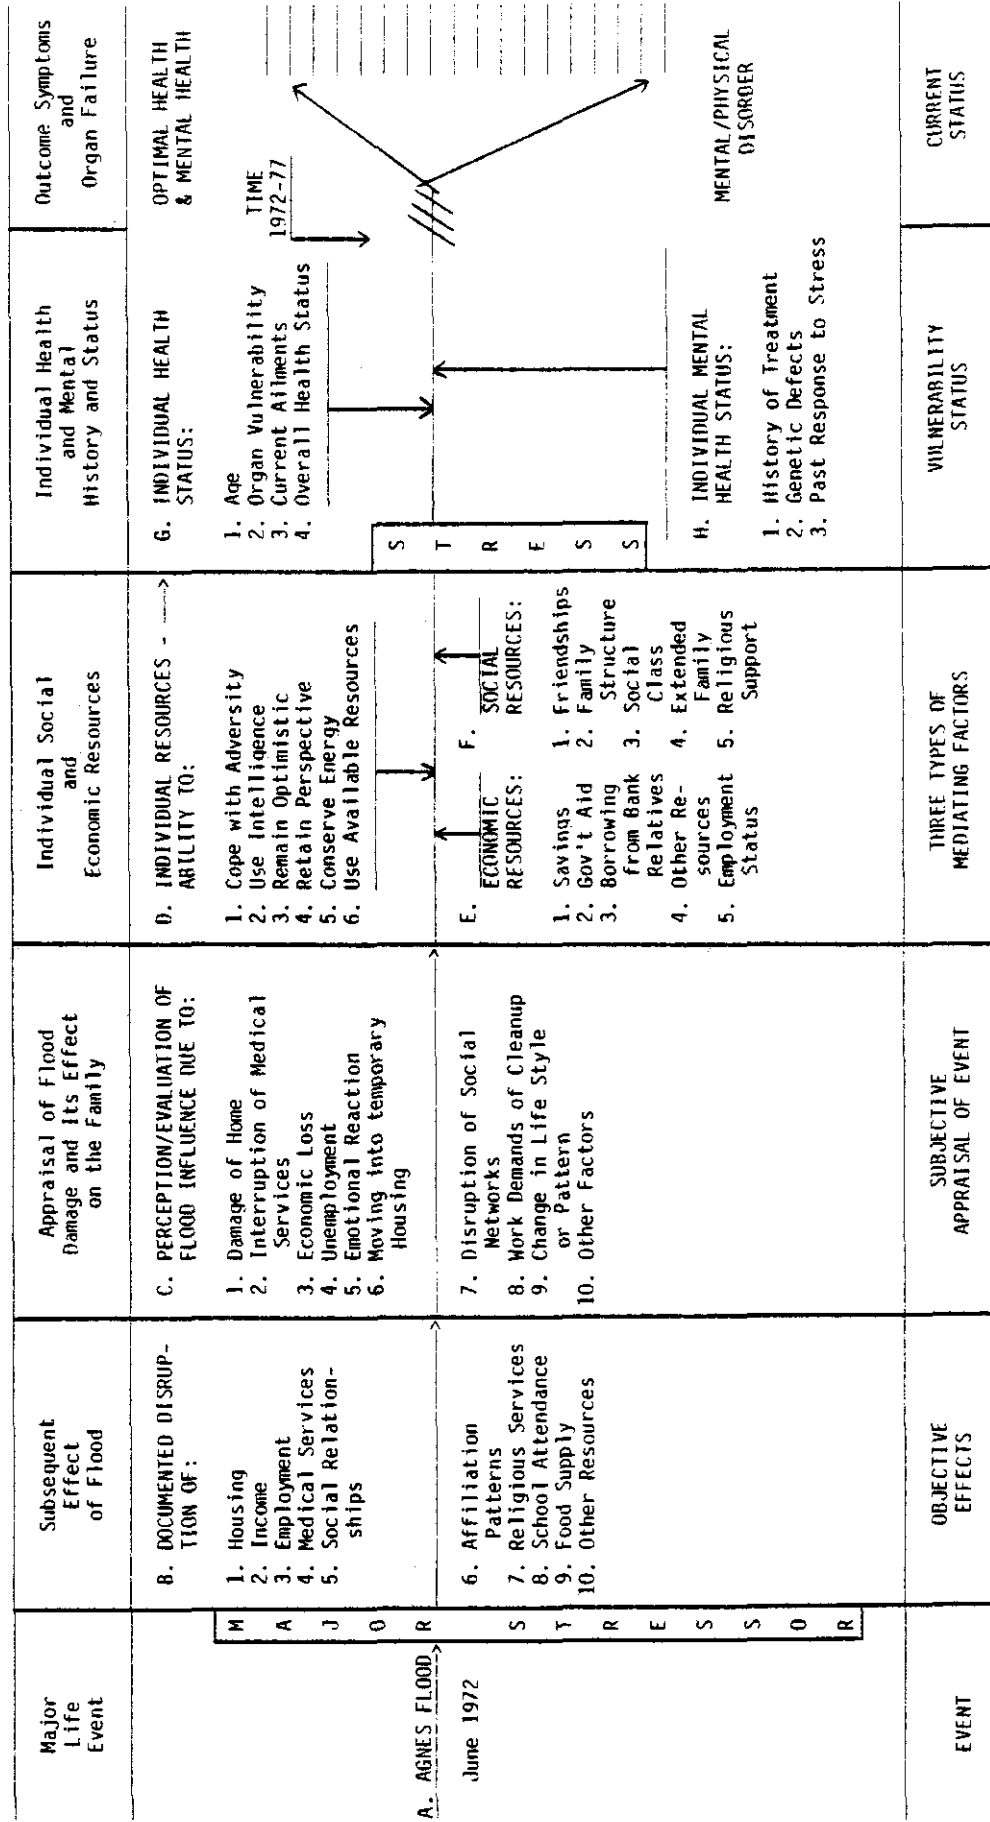 Major
Life
Event
Subsequent
Effect
of Flood
Appraisal of Flood
Damage and Its Effect
on the Family
Individual Social
and
Economic Resources
Individual Health
and Mental
History and Status
Outcome Symptoms
and
Organ Failure
A. AGNES FLOOD
June 1972
MAJOR STRESSOR
B. DOCUMENTED DISRUP-
TION OF:
1. Housing
2. Income
3. Employment
4. Medical Services
5. Social Relation-
ships
6. Affiliation
Patterns
7. Religious Services
8. School Attendance
9. Food Supply
10. Other Resources
C. PERCEPTION/EVALUATION OF
FLOOD INFLUENCE DUE TO:
1. Damage of Home
2. Interruption of Medical
Services
3. Economic Loss
4. Unemployment
5. Emotional Reaction
6. Moving into temporary
Housing
7. Disruption of Social
Networks
8. Work Demands of Cleanup
9. Change in Life Style
or Pattern
10. Other Factors
D. INDIVIDUAL RESOURCES -
ABILITY TO:
1. Cope with Adversity
2. Use Intelligence
3. Remain Optimistic
4. Retain Perspective
5. Conserve Energy
6. Use Available Resources
E. ECONOMIC
RESOURCES:
1. Savings
2. Gov't Aid
3. Borrowing
from Bank
Relatives
4. Other Re-
sources
5. Employment
Status
F. SOCIAL
RESOURCES:
1. Friendships
2. Family
Structure
3. Social
Class
4. Extended
Family
5. Religious
Support
STRESS
G. INDIVIDUAL HEALTH
STATUS:
1. Age
2. Organ Vulnerability
3. Current Ailments
4. Overall Health Status
H. INDIVIDUAL MENTAL
HEALTH STATUS:
1. History of Treatment
2. Genetic Defects
3. Past Response to Stress
TIME
1972-77
OPTIMAL HEALTH
& MENTAL HEALTH
MENTAL/PHYSICAL
DISORDER
EVENT
OBJECTIVE
EFFECTS
SUBJECTIVE
APPRAISAL OF EVENT
THREE TYPES OF
MEDIATING FACTORS
VULNERABILITY
STATUS
CURRENT
STATUS